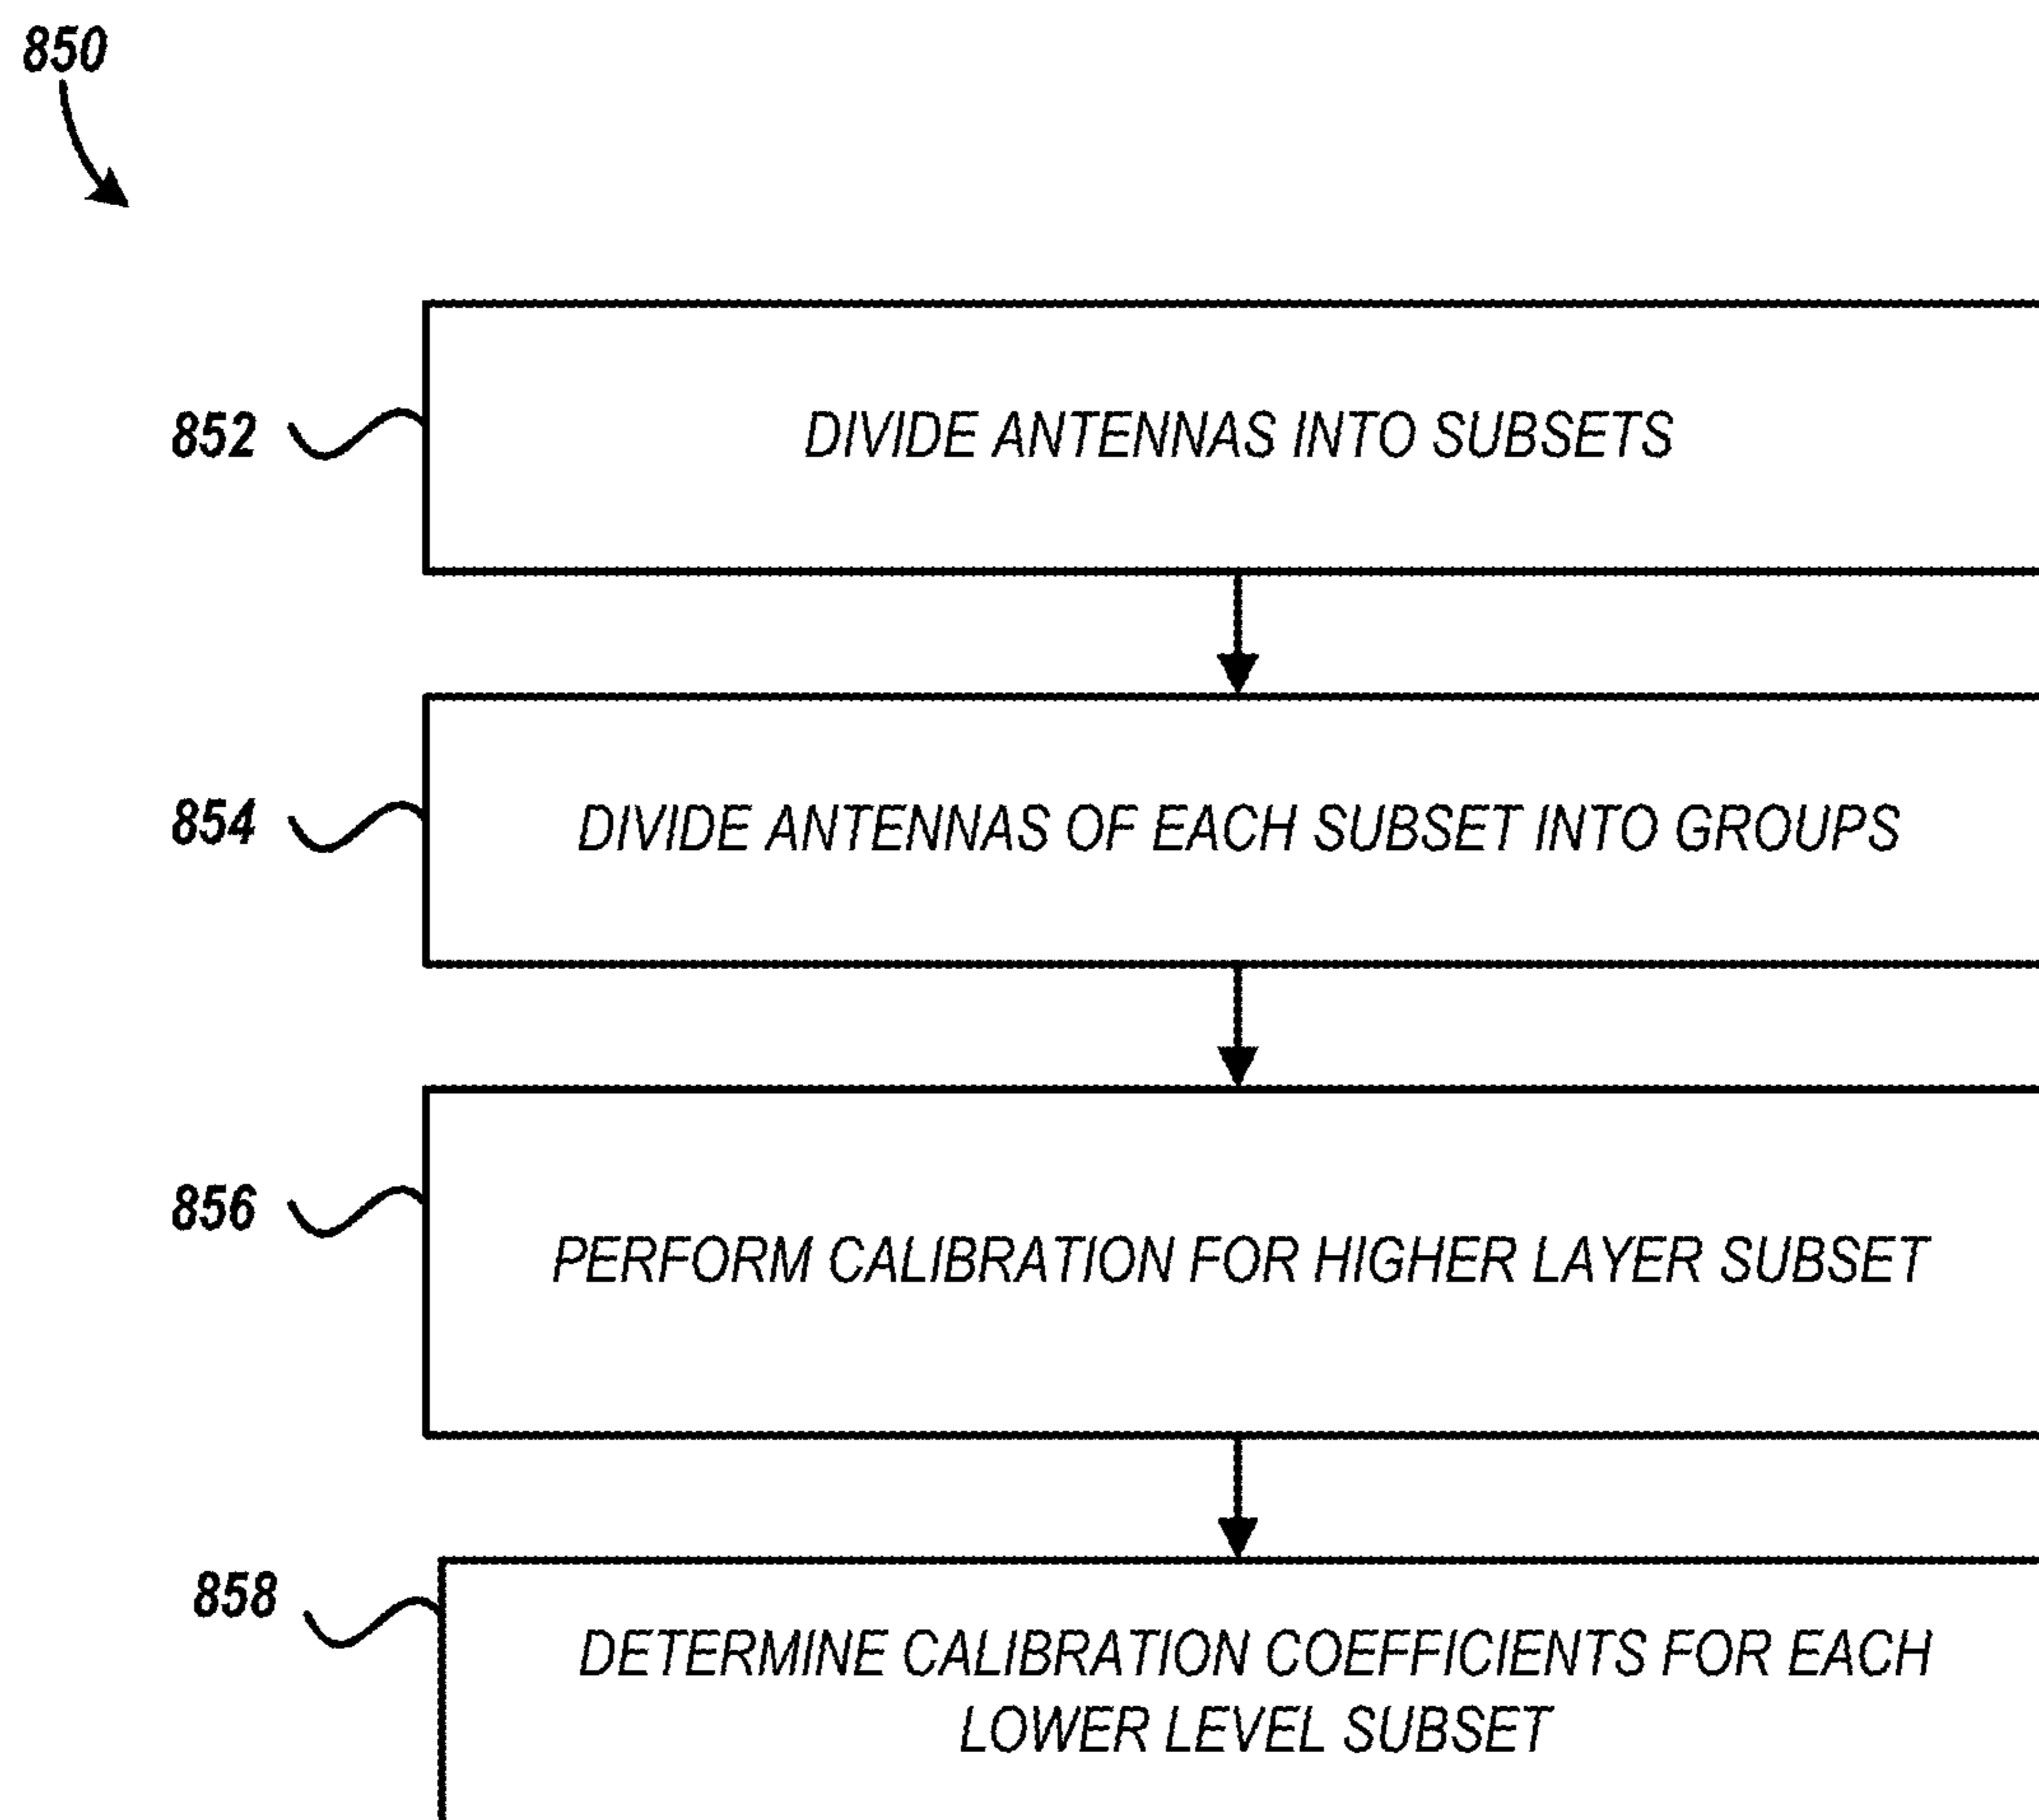 850
852
DIVIDE ANTENNAS INTO SUBSETS
854
DIVIDE ANTENNAS OF EACH SUBSET INTO GROUPS
856
PERFORM CALIBRATION FOR HIGHER LAYER SUBSET
858
DETERMINE CALIBRATION COEFFICIENTS FOR EACH
LOWER LEVEL SUBSET